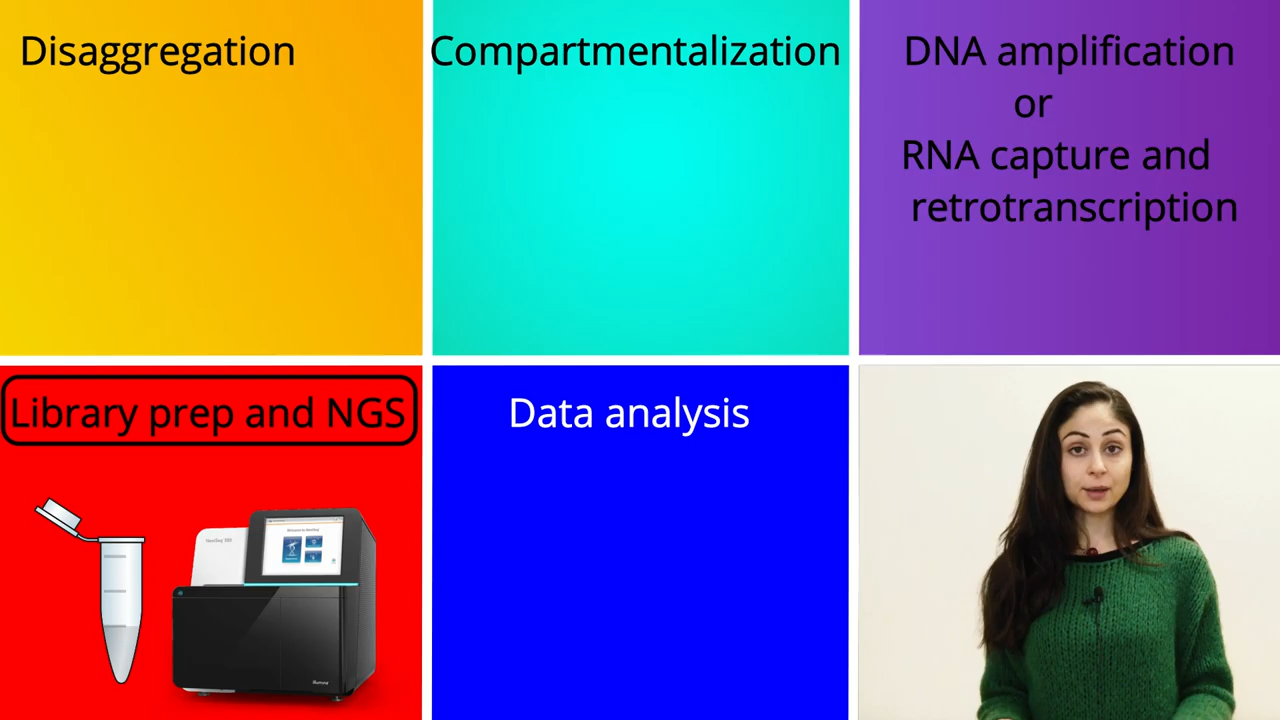 Disaggregation
Compartmentalization
DNA amplification
or
RNA capture and
retrotranscription
Library prep and NGS
Data analysis